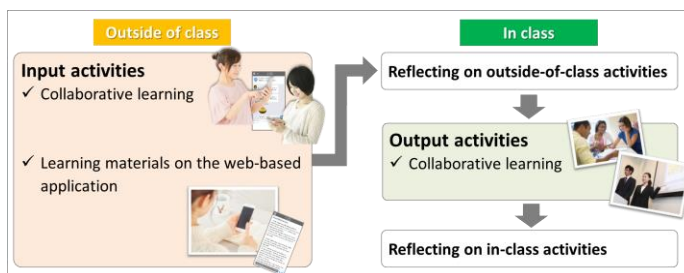 Outside of class
Input activities
✓ Collaborative learning
✓ Learning materials on the web-based
application
In class
Reflecting on outside-of-class activities
Output activities
✓ Collaborative learning
Reflecting on in-class activities